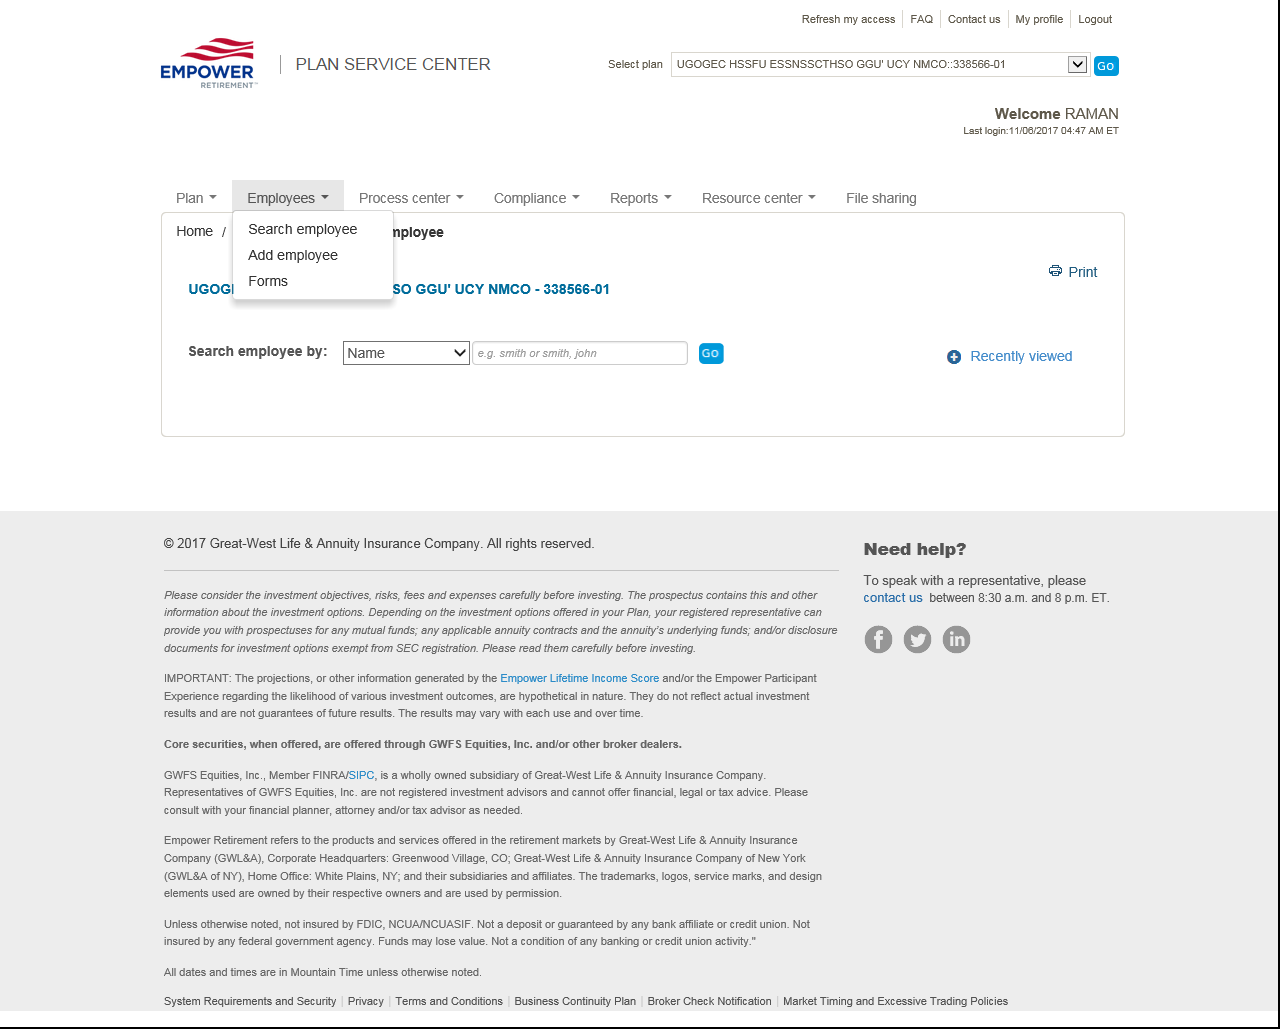 Refresh my access FAQ Contact us My profile Logout
EMPOWER
RETIREMENT™
PLAN SERVICE CENTER
Select plan UGOGEC HSSFU ESSNSSCTHSO GGU' UCY NMCO::338566-01 Go
Welcome RAMAN
Last login:11/06/2017 04:47 AM ET
Plan Employees Process center Compliance Reports Resource center File sharing
Home / mployee
Search employee
Add employee
Forms
Print
UGOG SO GGU' UCY NMCO - 338566-01
Search employee by: Name e.g. smith or smith, john Go
Recently viewed
© 2017 Great-West Life & Annuity Insurance Company. All rights reserved.
Please consider the investment objectives, risks, fees and expenses carefully before investing. The prospectus contains this and other
information about the investment options. Depending on the investment options offered in your Plan, your registered representative can
provide you with prospectuses for any mutual funds; any applicable annuity contracts and the annuity's underlying funds; and/or disclosure
documents for investment options exempt from SEC registration. Please read them carefully before investing.
IMPORTANT: The projections, or other information generated by the Empower Lifetime Income Score and/or the Empower Participant
Experience regarding the likelihood of various investment outcomes, are hypothetical in nature. They do not reflect actual investment
results and are not guarantees of future results. The results may vary with each use and over time.
Core securities, when offered, are offered through GWFS Equities, Inc. and/or other broker dealers.
GWFS Equities, Inc., Member FINRA/SIPC, is a wholly owned subsidiary of Great-West Life & Annuity Insurance Company.
Representatives of GWFS Equities, Inc. are not registered investment advisors and cannot offer financial, legal or tax advice. Please
consult with your financial planner, attorney and/or tax advisor as needed.
Empower Retirement refers to the products and services offered in the retirement markets by Great-West Life & Annuity Insurance
Company (GWL&A), Corporate Headquarters: Greenwood Village, CO; Great-West Life & Annuity Insurance Company of New York
(GWL&A of NY), Home Office: White Plains, NY; and their subsidiaries and affiliates. The trademarks, logos, service marks, and design
elements used are owned by their respective owners and are used by permission.
Unless otherwise noted, not insured by FDIC, NCUA/NCUASIF. Not a deposit or guaranteed by any bank affiliate or credit union. Not
insured by any federal government agency. Funds may lose value. Not a condition of any banking or credit union activity."
All dates and times are in Mountain Time unless otherwise noted.
System Requirements and Security | Privacy | Terms and Conditions | Business Continuity Plan | Broker Check Notification | Market Timing and Excessive Trading Policies
Need help?
To speak with a representative, please
contact us between 8:30 a.m. and 8 p.m. ET.